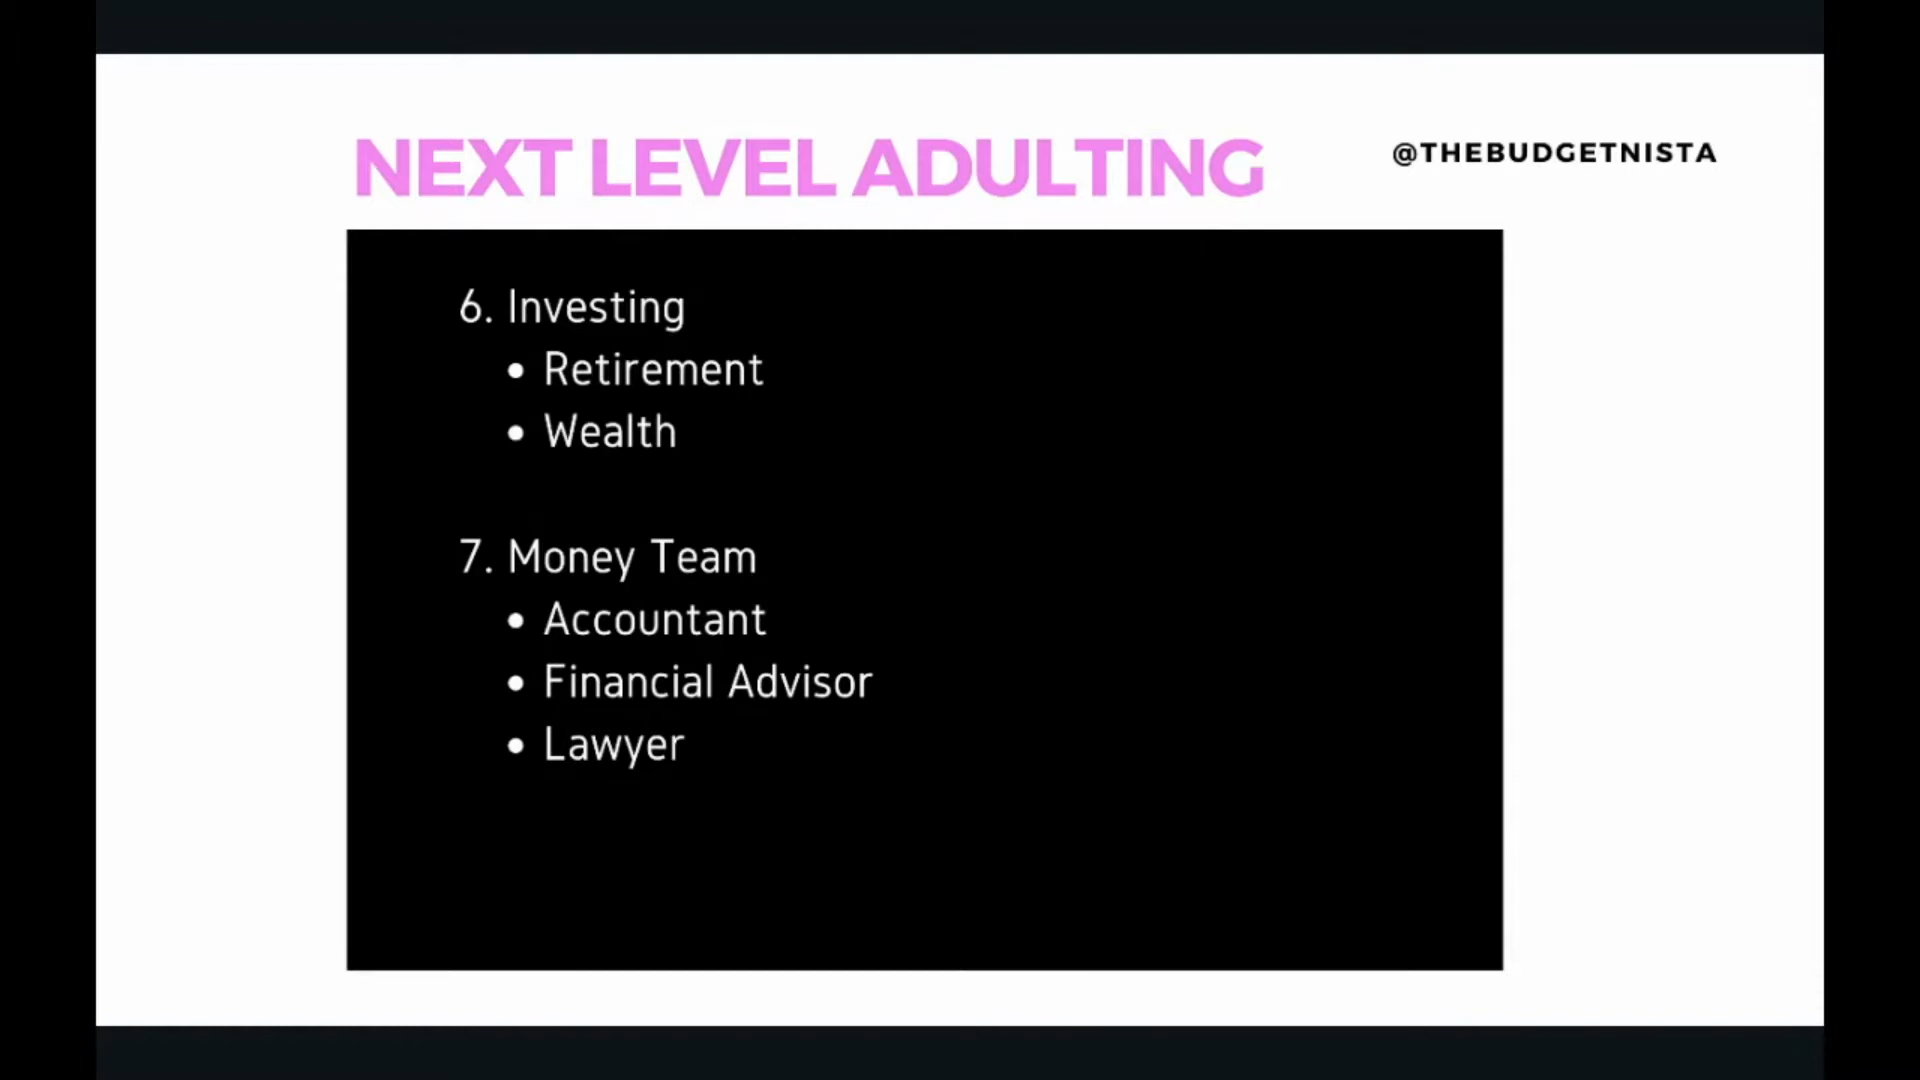 NEXT LEVEL ADULTING
@THEBUDGETNISTA
6. Investing
• Retirement
• Wealth
7. Money Team
• Accountant
• Financial Advisor
• Lawyer